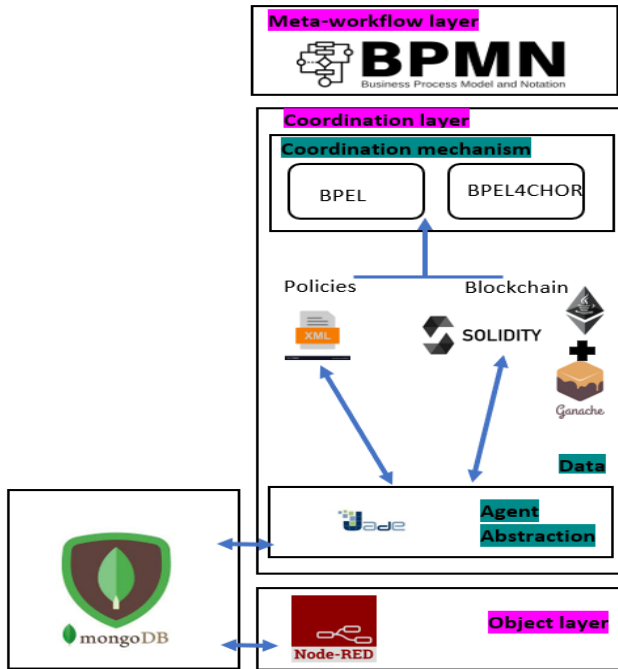 Meta-workflow layer
BPMN
Business Process Model and Notation
Coordination layer
Coordination mechanism
BPEL
BPEL4CHOR
Policies
Blockchain
XML
SOLIDITY
Ganache
Data
Jade
Agent
Abstraction
mongoDB
Object layer
Node-RED